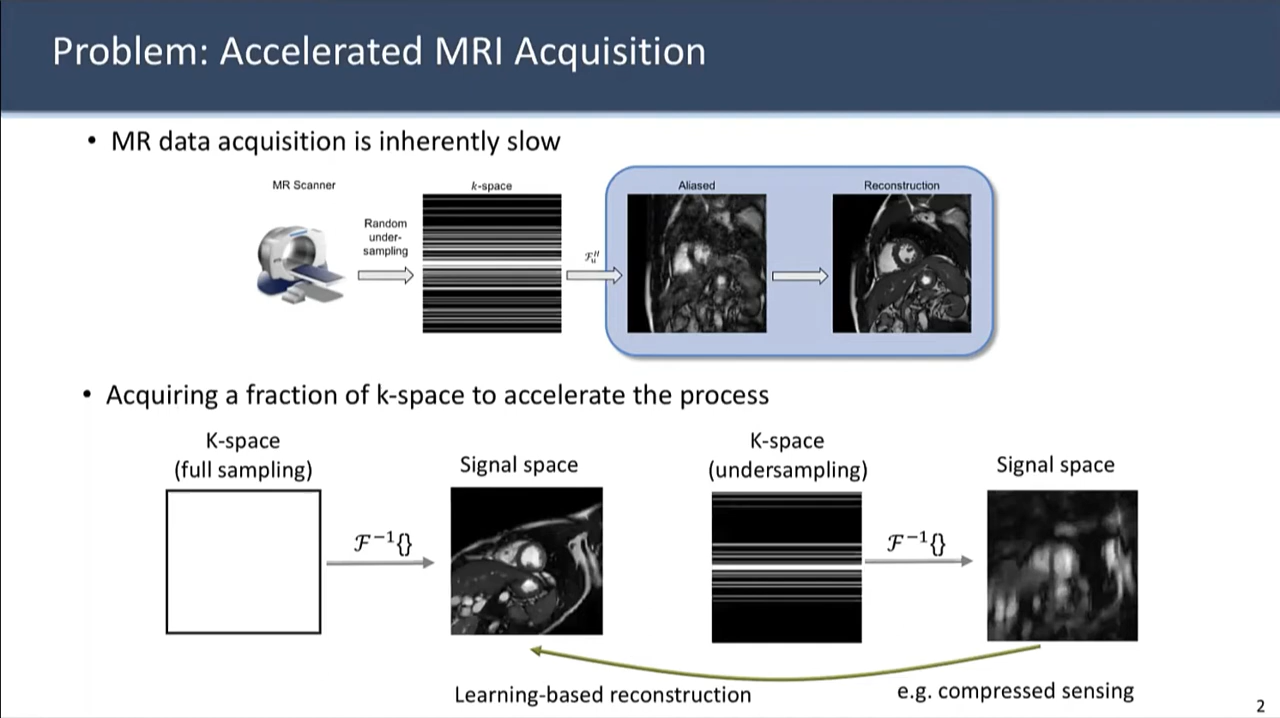 Problem: Accelerated MRI Acquisition
• MR data acquisition is inherently slow
MR Scanner
Random
under-
sampling
k-space
ℱᵤᴴ
Aliased
Reconstruction
• Acquiring a fraction of k-space to accelerate the process
K-space
(full sampling)
ℱ⁻¹{}
Signal space
K-space
(undersampling)
ℱ⁻¹{}
Signal space
Learning-based reconstruction
e.g. compressed sensing
2